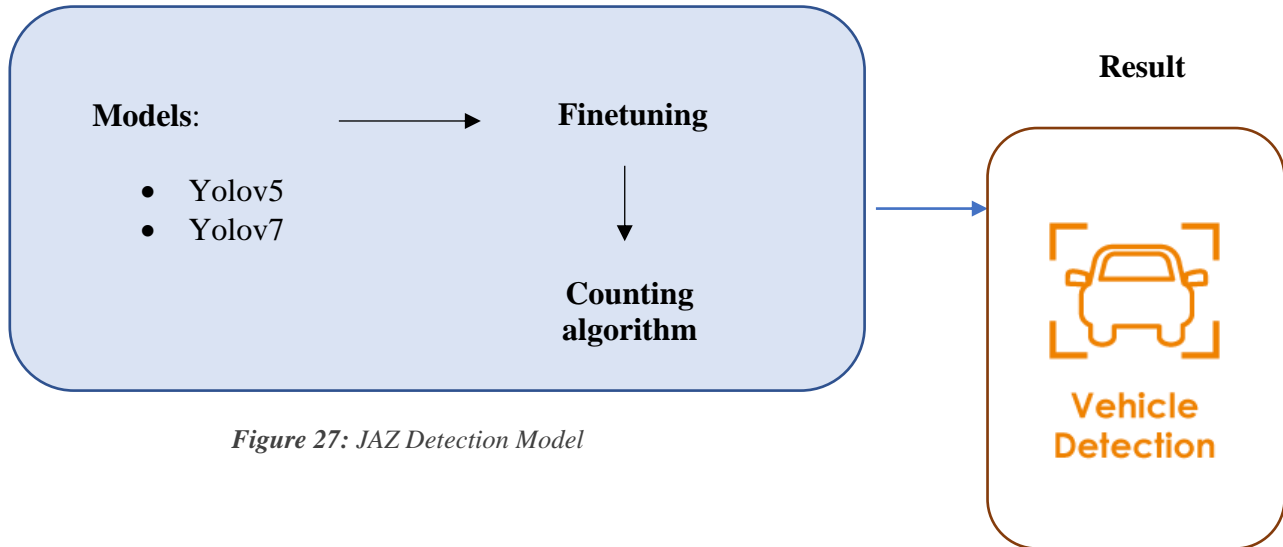 Models:
• Yolov5
• Yolov7
Finetuning
Counting
algorithm
Result
Vehicle
Detection
Figure 27: JAZ Detection Model